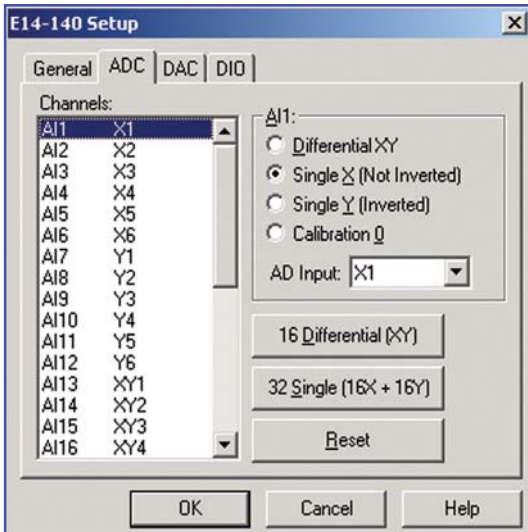 E14-140 Setup
General ADC DAC DIO
Channels:
AI1 X1
AI2 X2
AI3 X3
AI4 X4
AI5 X5
AI6 X6
AI7 Y1
AI8 Y2
AI9 Y3
AI10 Y4
AI11 Y5
AI12 Y6
AI13 XY1
AI14 XY2
AI15 XY3
AI16 XY4
AI1:
Differential XY
Single X (Not Inverted)
Single Y (Inverted)
Calibration 0
AD Input: X1
16 Differential (XY)
32 Single (16X + 16Y)
Reset
OK Cancel Help